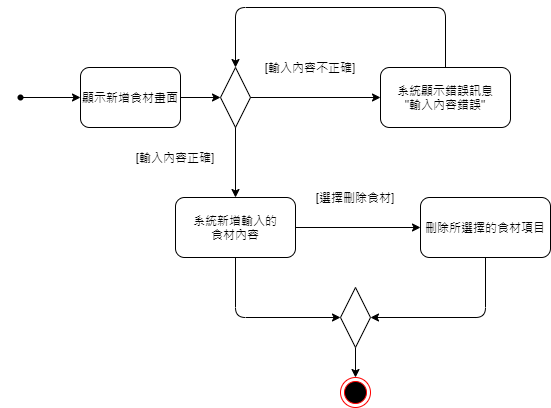 [輸入內容不正確]
顯示新增食材畫面
系統顯示錯誤訊息
"輸入內容錯誤"
[輸入內容正確]
[選擇刪除食材]
系統新增輸入的
食材內容
刪除所選擇的食材項目